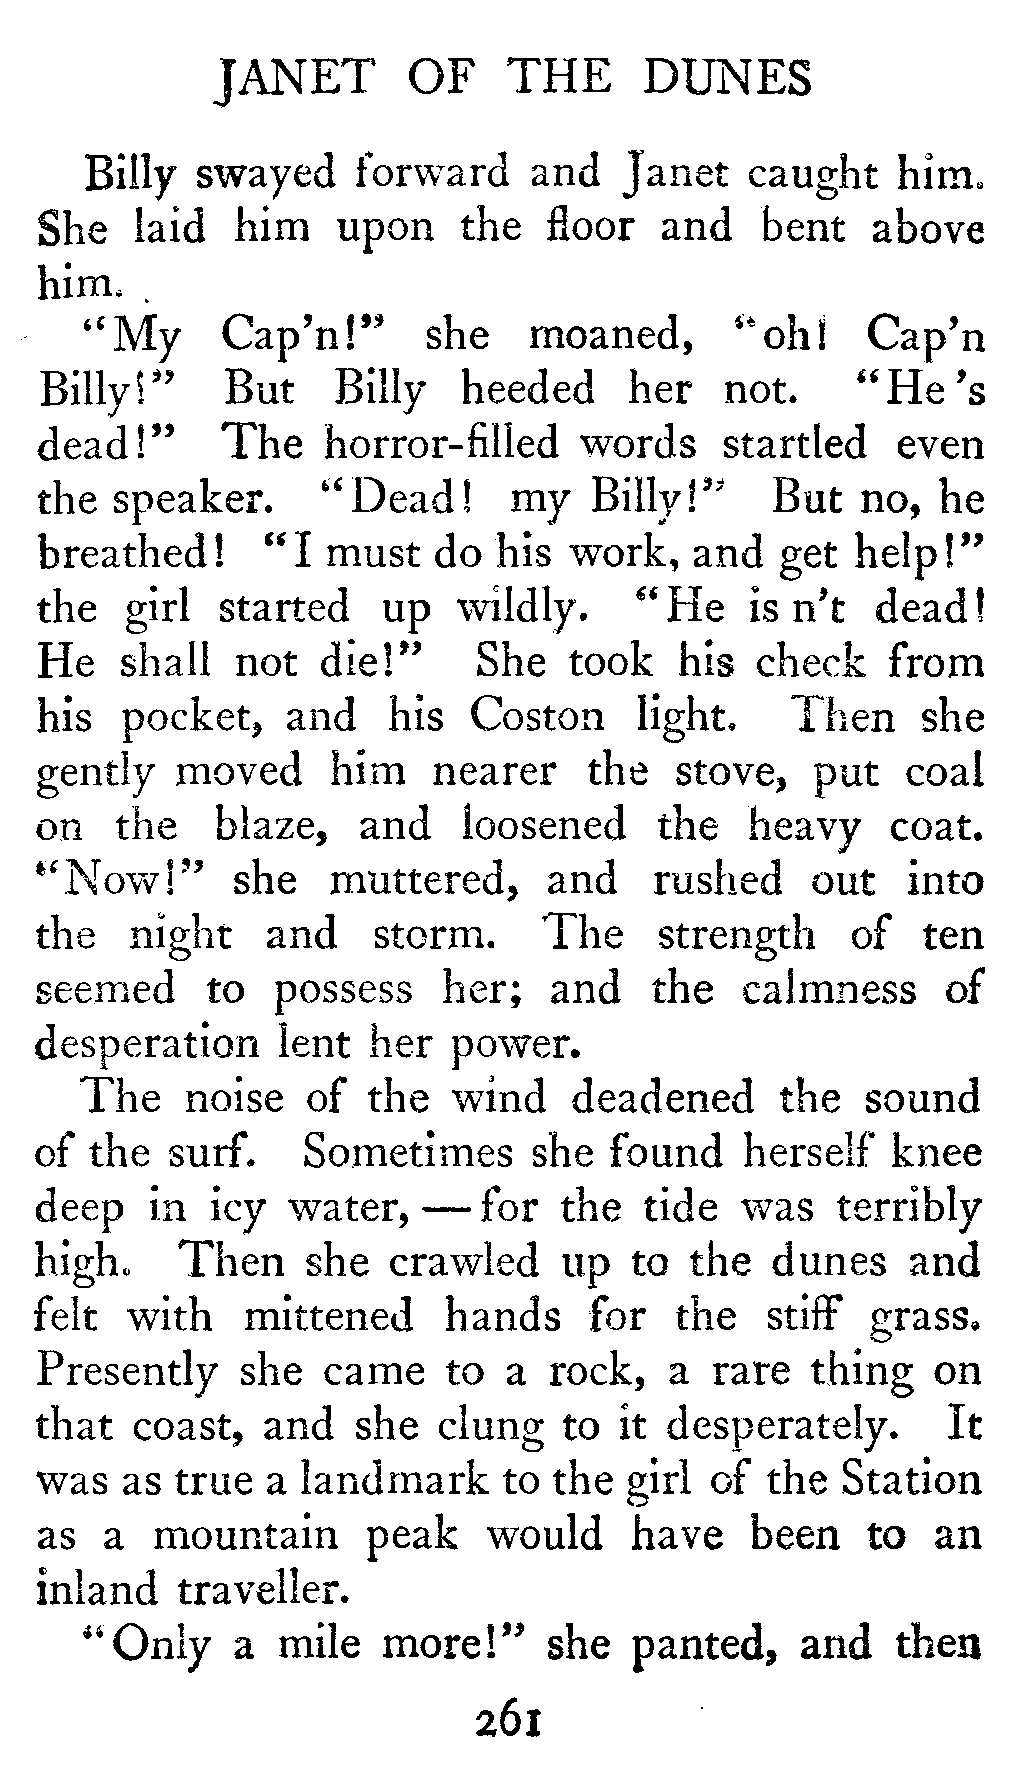 JANET OF THE DUNES
Billy swayed forward and Janet caught him.
She laid him upon the floor and bent above
him.
"My Cap'n!" she moaned, "oh! Cap'n
Billy!" But Billy heeded her not. "He's
dead!" The horror-filled words startled even
the speaker. "Dead! my Billy!" But no, he
breathed! "I must do his work, and get help!"
the girl started up wildly. "He is n't dead!
He shall not die!" She took his check from
his pocket, and his Coston light. Then she
gently moved him nearer the stove, put coal
on the blaze, and loosened the heavy coat.
"Now!" she muttered, and rushed out into
the night and storm. The strength of ten
seemed to possess her; and the calmness of
desperation lent her power.
The noise of the wind deadened the sound
of the surf. Sometimes she found herself knee
deep in icy water, — for the tide was terribly
high. Then she crawled up to the dunes and
felt with mittened hands for the stiff grass.
Presently she came to a rock, a rare thing on
that coast, and she clung to it desperately. It
was as true a landmark to the girl of the Station
as a mountain peak would have been to an
inland traveller.
"Only a mile more!" she panted, and then
261